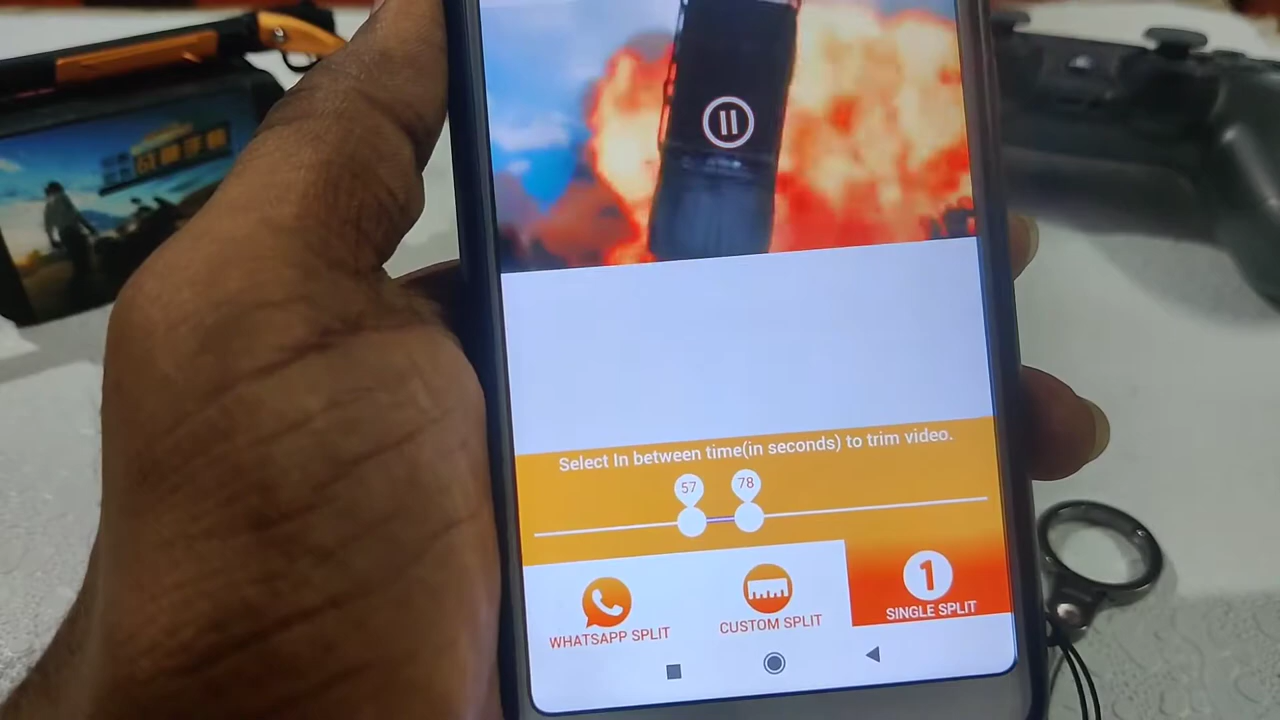 Select In between time(in seconds) to trim video.
57 78
WHATSAPP SPLIT
CUSTOM SPLIT
1
SINGLE SPLIT